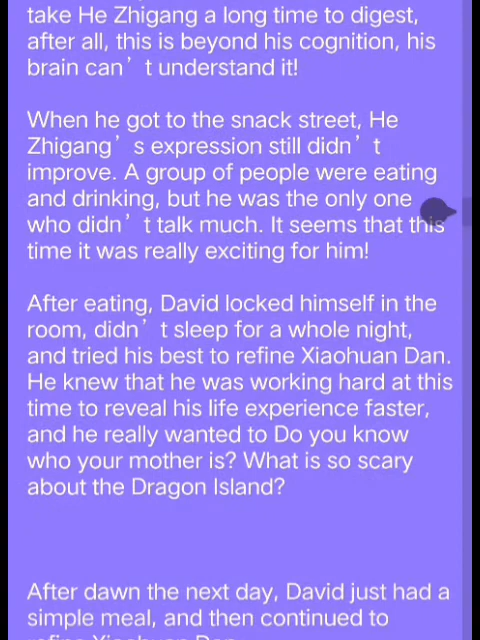 take He Zhigang a long time to digest,
after all, this is beyond his cognition, his
brain can’t understand it!
When he got to the snack street, He
Zhigang’s expression still didn’t
improve. A group of people were eating
and drinking, but he was the only one
who didn’t talk much. It seems that this
time it was really exciting for him!
After eating, David locked himself in the
room, didn’t sleep for a whole night,
and tried his best to refine Xiaohuan Dan.
He knew that he was working hard at this
time to reveal his life experience faster,
and he really wanted to Do you know
who your mother is? What is so scary
about the Dragon Island?
After dawn the next day, David just had a
simple meal, and then continued to
refine Xiaohuan Dan